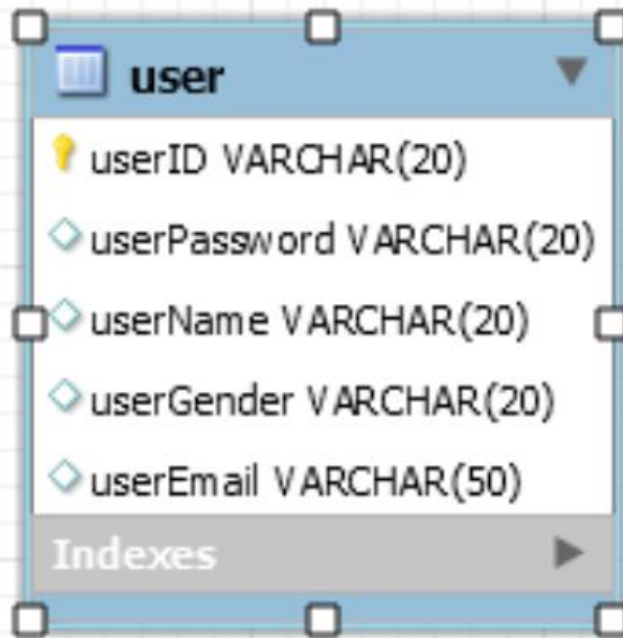 user
userID VARCHAR(20)
userPassword VARCHAR(20)
userName VARCHAR(20)
userGender VARCHAR(20)
userEmail VARCHAR(50)
Indexes